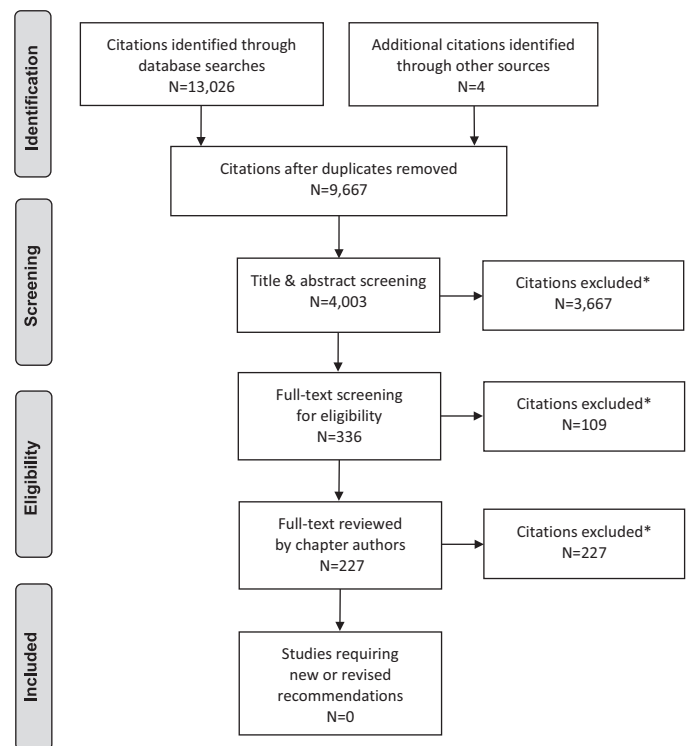 Identification
Citations identified through
database searches
N=13,026
Additional citations identified
through other sources
N=4
Citations after duplicates removed
N=9,667
Screening
Title & abstract screening
N=4,003
Citations excluded*
N=3,667
Eligibility
Full-text screening
for eligibility
N=336
Citations excluded*
N=109
Full-text reviewed
by chapter authors
N=227
Citations excluded*
N=227
Included
Studies requiring
new or revised
recommendations
N=0